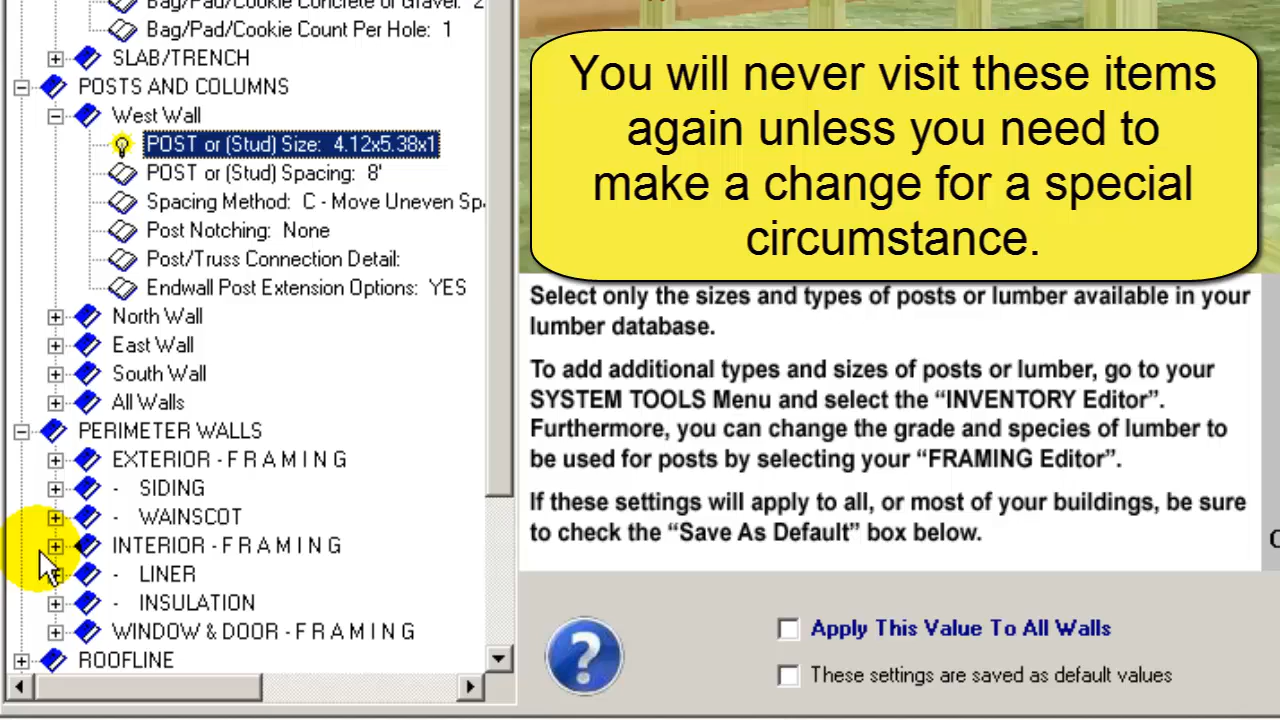 Bag/Pad/Cookie Concrete or Gravel: 2
Bag/Pad/Cookie Count Per Hole: 1
SLAB/TRENCH
POSTS AND COLUMNS
West Wall
POST or (Stud) Size: 4.12x5.38x1
POST or (Stud) Spacing: 8'
Spacing Method: C - Move Uneven Sp
Post Notching: None
Post/Truss Connection Detail:
Endwall Post Extension Options: YES
North Wall
East Wall
South Wall
All Walls
PERIMETER WALLS
EXTERIOR - F R A M I N G
- SIDING
- WAINSCOT
INTERIOR - F R A M I N G
- LINER
- INSULATION
WINDOW & DOOR - F R A M I N G
ROOFLINE
You will never visit these items
again unless you need to
make a change for a special
circumstance.
Select only the sizes and types of posts or lumber available in your
lumber database.
To add additional types and sizes of posts or lumber, go to your
SYSTEM TOOLS Menu and select the “INVENTORY Editor”.
Furthermore, you can change the grade and species of lumber to
be used for posts by selecting your “FRAMING Editor”.
If these settings will apply to all, or most of your buildings, be sure
to check the “Save As Default” box below.
Apply This Value To All Walls
These settings are saved as default values